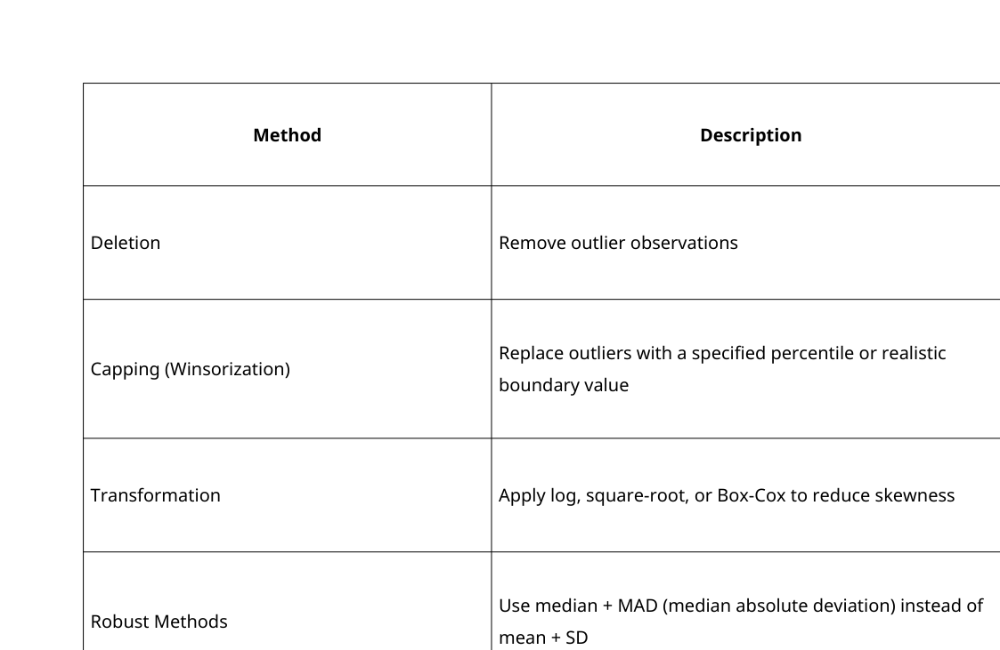 Method
Description
Deletion
Remove outlier observations
Capping (Winsorization)
Replace outliers with a specified percentile or realistic
boundary value
Transformation
Apply log, square-root, or Box-Cox to reduce skewness
Robust Methods
Use median + MAD (median absolute deviation) instead of
mean + SD